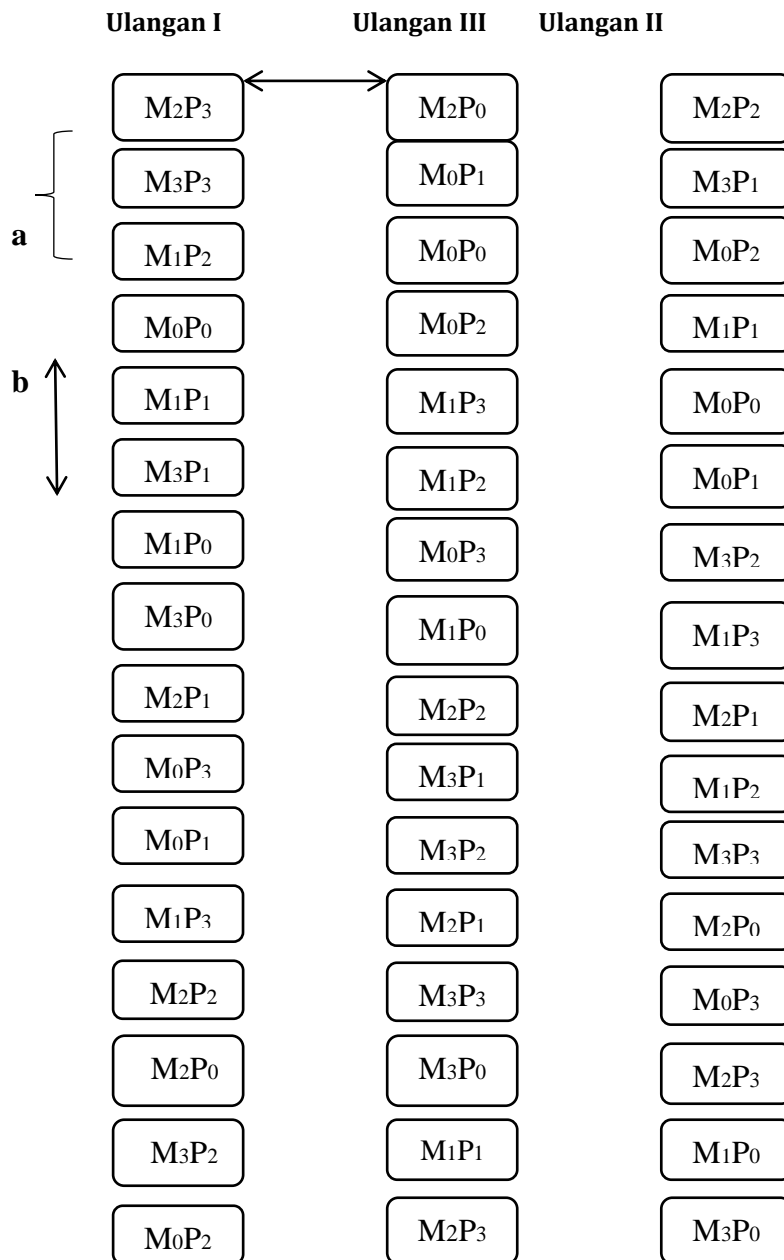 Ulangan I Ulangan III Ulangan II
M2P3 M2P0 M2P2
M3P3 M0P1 M3P1
a
M1P2 M0P0 M0P2
M0P0 M0P2 M1P1
b
M1P1 M1P3 M0P0
M3P1 M1P2 M0P1
M1P0 M0P3 M3P2
M3P0 M1P0 M1P3
M2P1 M2P2 M2P1
M0P3 M3P1 M1P2
M0P1 M3P2 M3P3
M1P3 M2P1 M2P0
M2P2 M3P3 M0P3
M2P0 M3P0 M2P3
M3P2 M1P1 M1P0
M0P2 M2P3 M3P0